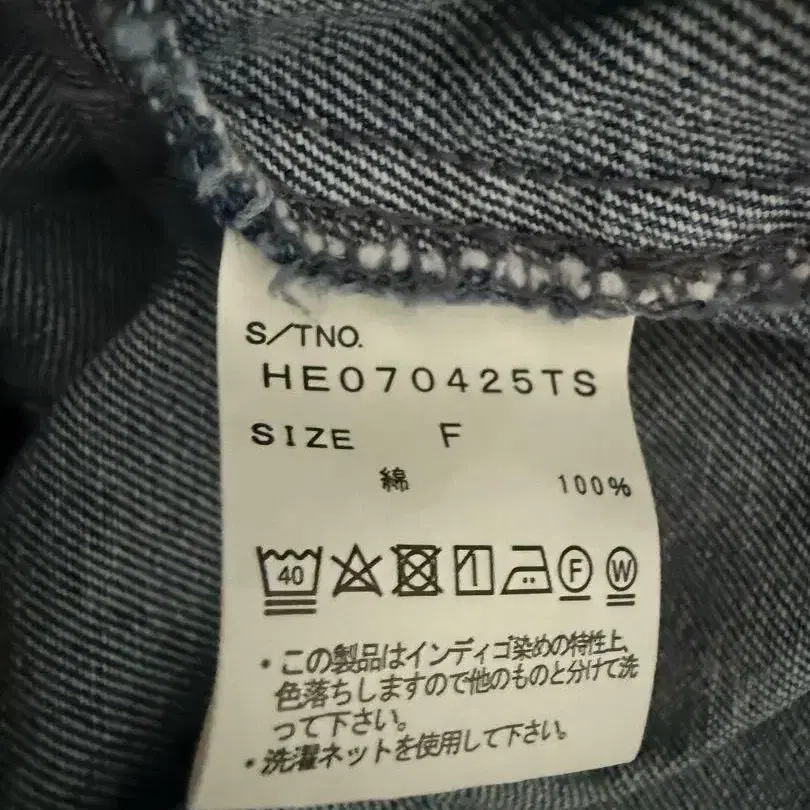 S/TNO.
HE070425TS
SIZE F
綿 100%
40
F W
・この製品はインディゴ染めの特性上、
色落ちしますので他のものと分けて洗
って下さい。
・洗濯ネットを使用して下さい。